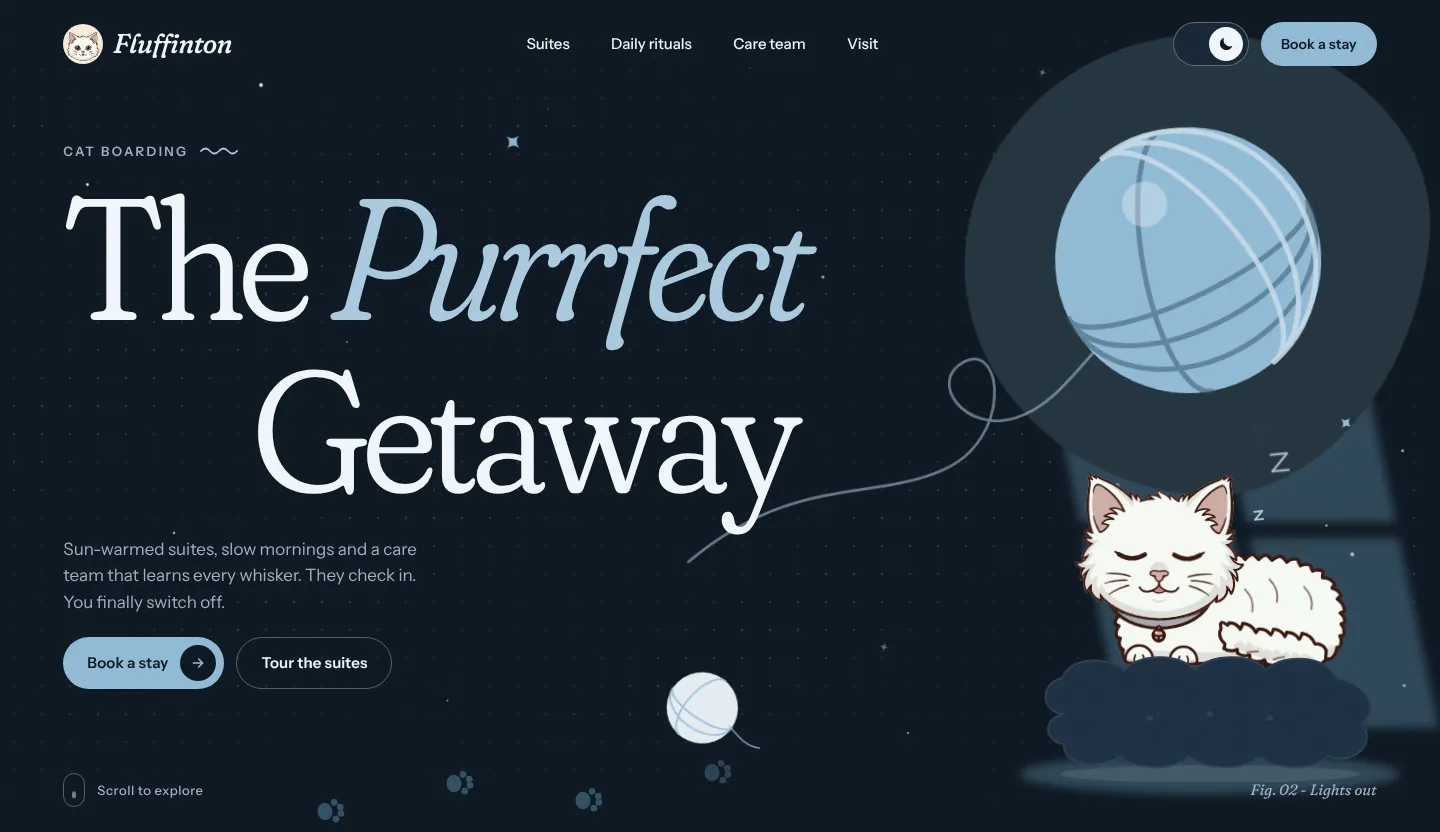 Fluffinton
Suites
Daily rituals
Care team
Visit
Book a stay
CAT BOARDING
The Purrfect
Getaway
Sun-warmed suites, slow mornings and a care
team that learns every whisker. They check in.
You finally switch off.
Book a stay
Tour the suites
Z
z
Scroll to explore
Fig. 02 - Lights out